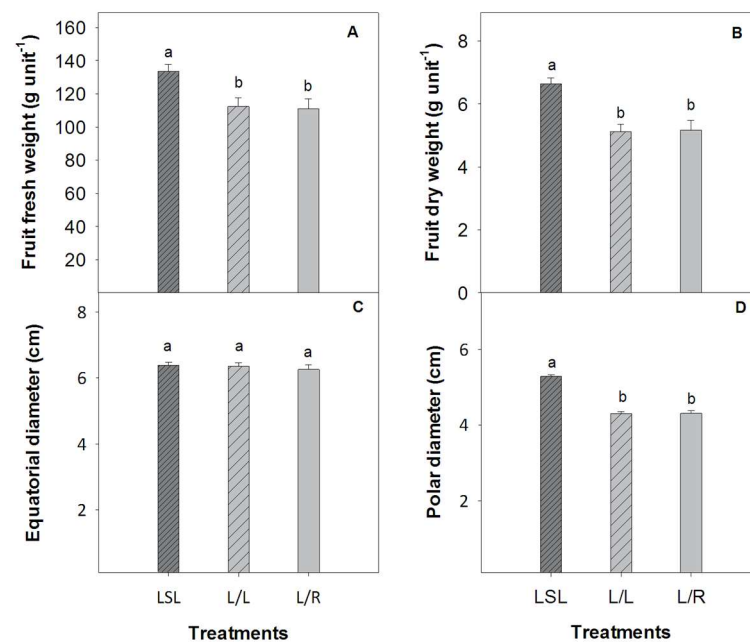 Fruit fresh weight (g unit⁻¹)
160
140
120
100
80
60
40
20
A
a
b
b
Fruit dry weight (g unit⁻¹)
8
6
4
2
0
B
a
b
b
Equatorial diameter (cm)
8
6
4
2
C
a
a
a
LSL
L/L
L/R
Treatments
Polar diameter (cm)
6
4
2
D
a
b
b
LSL
L/L
L/R
Treatments